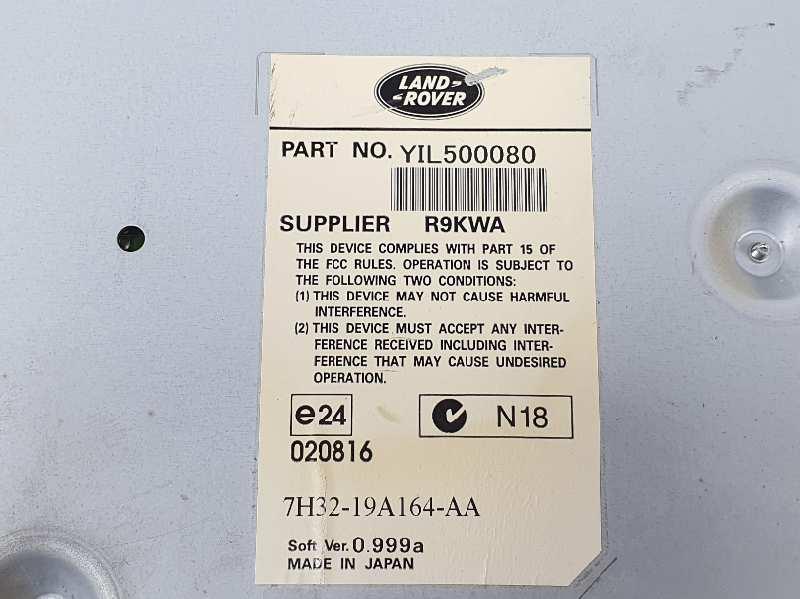 LAND-
-ROVER
PART NO. YIL500080
SUPPLIER R9KWA
THIS DEVICE COMPLIES WITH PART 15 OF
THE FCC RULES. OPERATION IS SUBJECT TO
THE FOLLOWING TWO CONDITIONS:
(1) THIS DEVICE MAY NOT CAUSE HARMFUL
INTERFERENCE.
(2) THIS DEVICE MUST ACCEPT ANY INTER-
FERENCE RECEIVED INCLUDING INTER-
FERENCE THAT MAY CAUSE UNDESIRED
OPERATION.
e24 N18
020816
7H32-19A164-AA
Soft Ver. 0.999a
MADE IN JAPAN